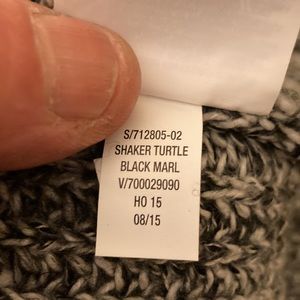 S/712805-02
SHAKER TURTLE
BLACK MARL
V/700029090
HO 15
08/15